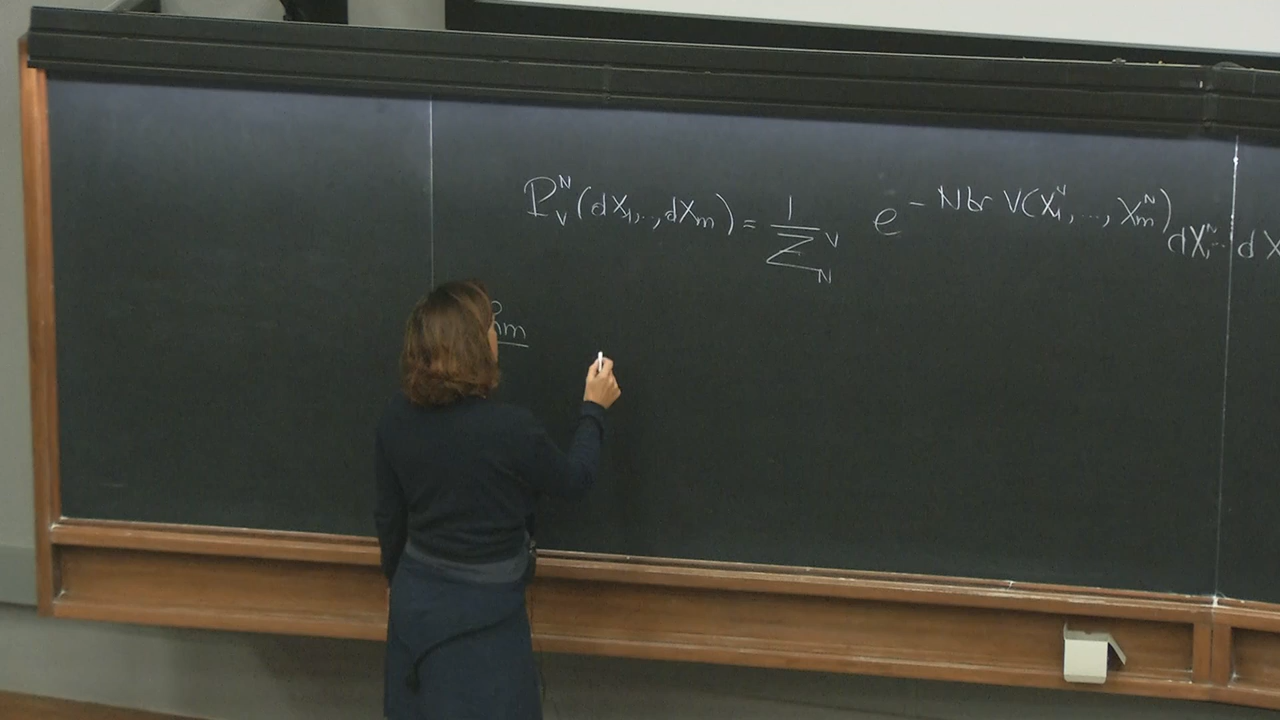 P_V^N(dX_1,..,dX_m) = 1/Z_N^V e^{-N tr V(X_1^N,...,X_m^N)} dX_1^N... dX